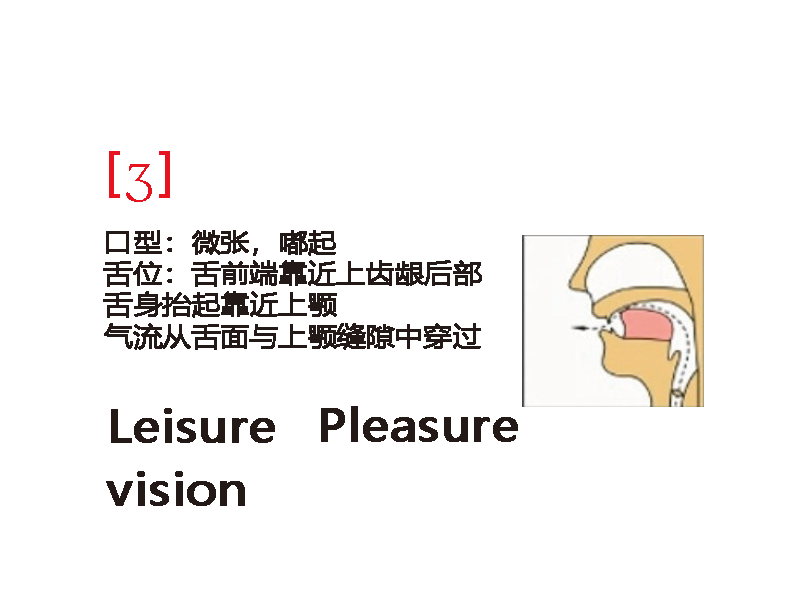 [ʒ]
口型：微张，嘟起
舌位：舌前端靠近上齿龈后部
舌身抬起靠近上颚
气流从舌面与上颚缝隙中穿过
Leisure Pleasure
vision